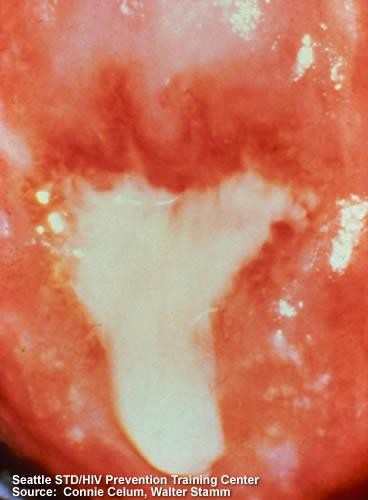 Seattle STD/HIV Prevention Training Center
Source:  Connie Celum, Walter Stamm